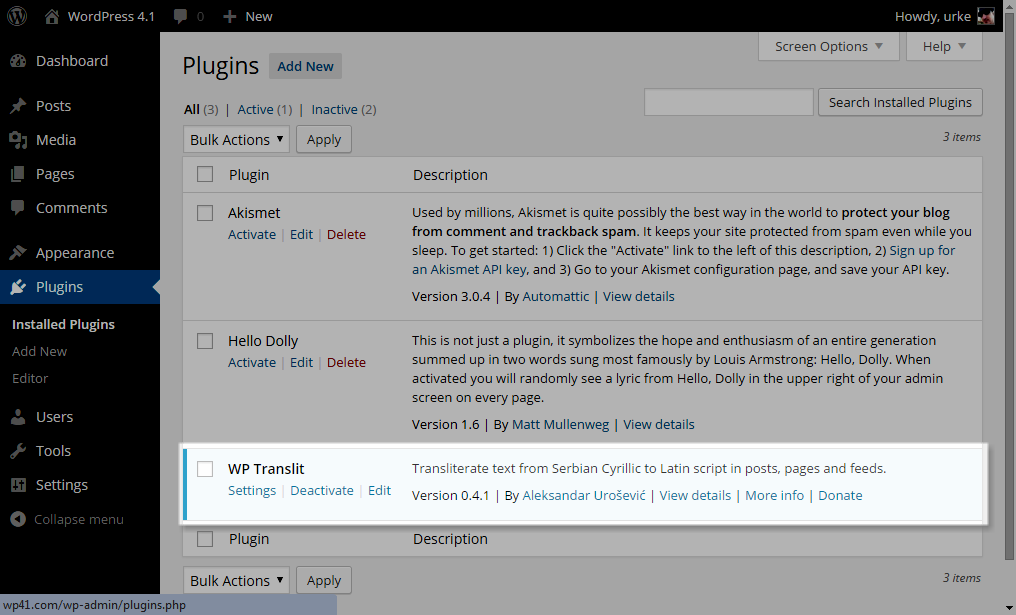 WordPress 4.1 0 New Howdy, urke
Screen Options Help
Dashboard
Posts
Media
Pages
Comments
Appearance
Plugins
Installed Plugins
Add New
Editor
Users
Tools
Settings
Collapse menu
Plugins Add New
All (3) | Active (1) | Inactive (2)
Search Installed Plugins
Bulk Actions Apply
3 items
Plugin Description
Akismet
Activate | Edit | Delete
Used by millions, Akismet is quite possibly the best way in the world to protect your blog
from comment and trackback spam. It keeps your site protected from spam even while you
sleep. To get started: 1) Click the "Activate" link to the left of this description, 2) Sign up for
an Akismet API key, and 3) Go to your Akismet configuration page, and save your API key.
Version 3.0.4 | By Automattic | View details
Hello Dolly
Activate | Edit | Delete
This is not just a plugin, it symbolizes the hope and enthusiasm of an entire generation
summed up in two words sung most famously by Louis Armstrong: Hello, Dolly. When
activated you will randomly see a lyric from Hello, Dolly in the upper right of your admin
screen on every page.
Version 1.6 | By Matt Mullenweg | View details
WP Translit
Settings | Deactivate | Edit
Transliterate text from Serbian Cyrillic to Latin script in posts, pages and feeds.
Version 0.4.1 | By Aleksandar Urošević | View details | More info | Donate
Plugin Description
Bulk Actions Apply
3 items
wp41.com/wp-admin/plugins.php